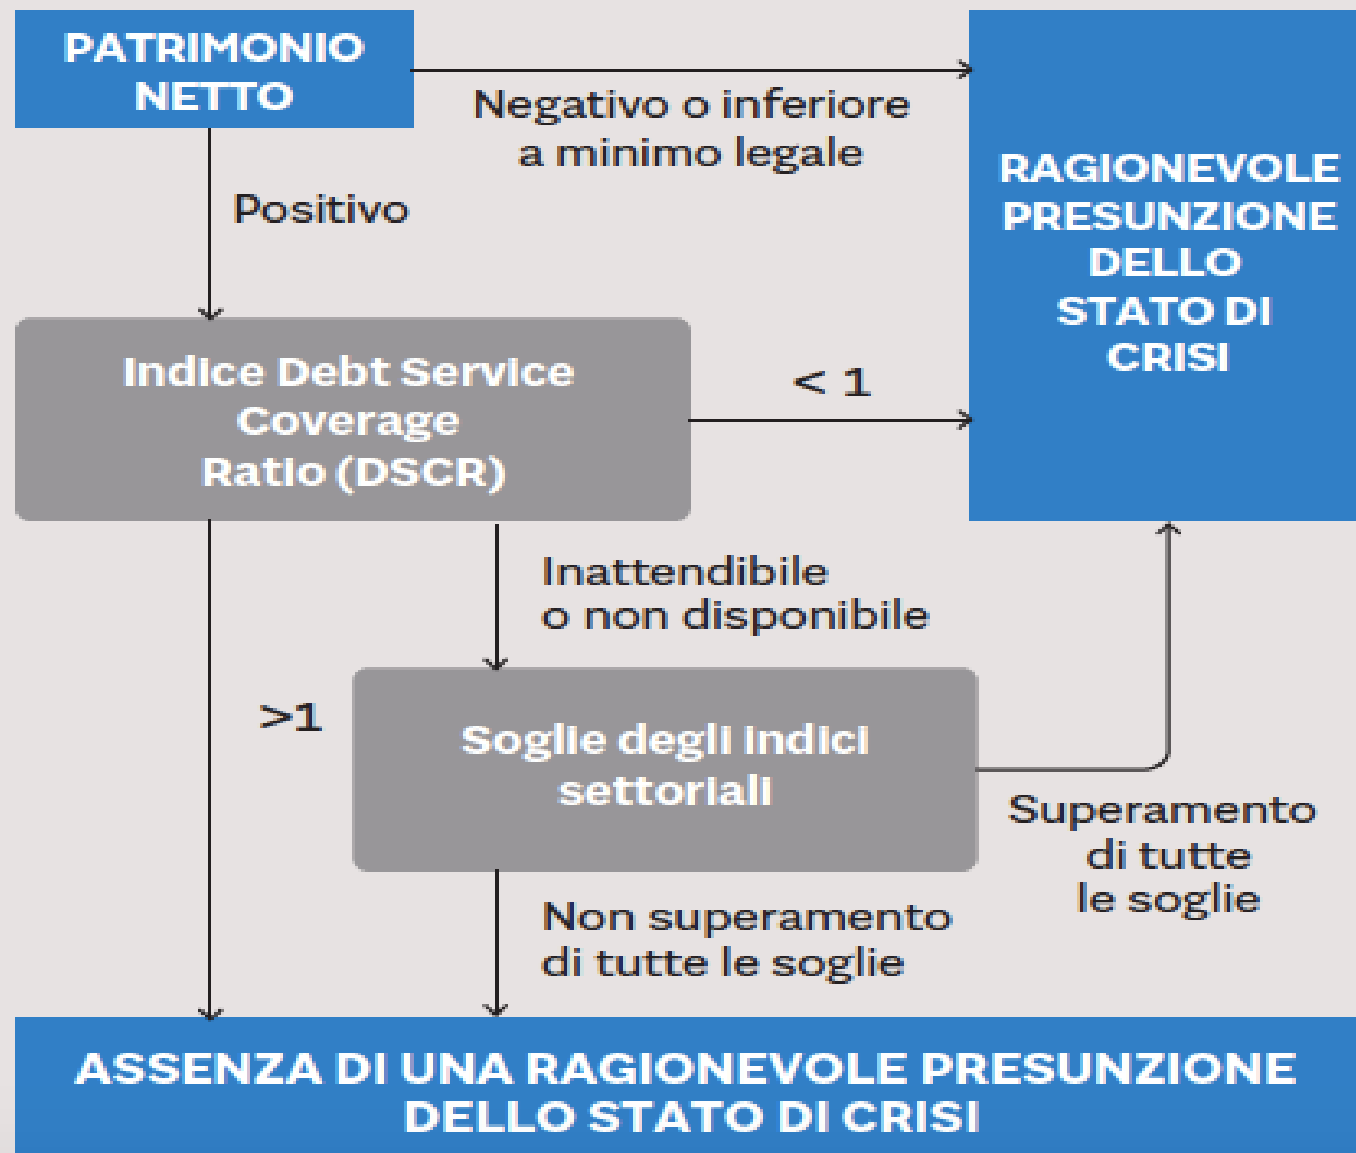 PATRIMONIO
NETTO
Negativo o inferiore
a minimo legale
RAGIONEVOLE
PRESUNZIONE
DELLO
STATO DI
CRISI
Positivo
Indice Debt Service
Coverage
Ratio (DSCR)
< 1
Inattendibile
o non disponibile
>1
Soglie degli indici
settoriali
Superamento
di tutte
le soglie
Non superamento
di tutte le soglie
ASSENZA DI UNA RAGIONEVOLE PRESUNZIONE
DELLO STATO DI CRISI